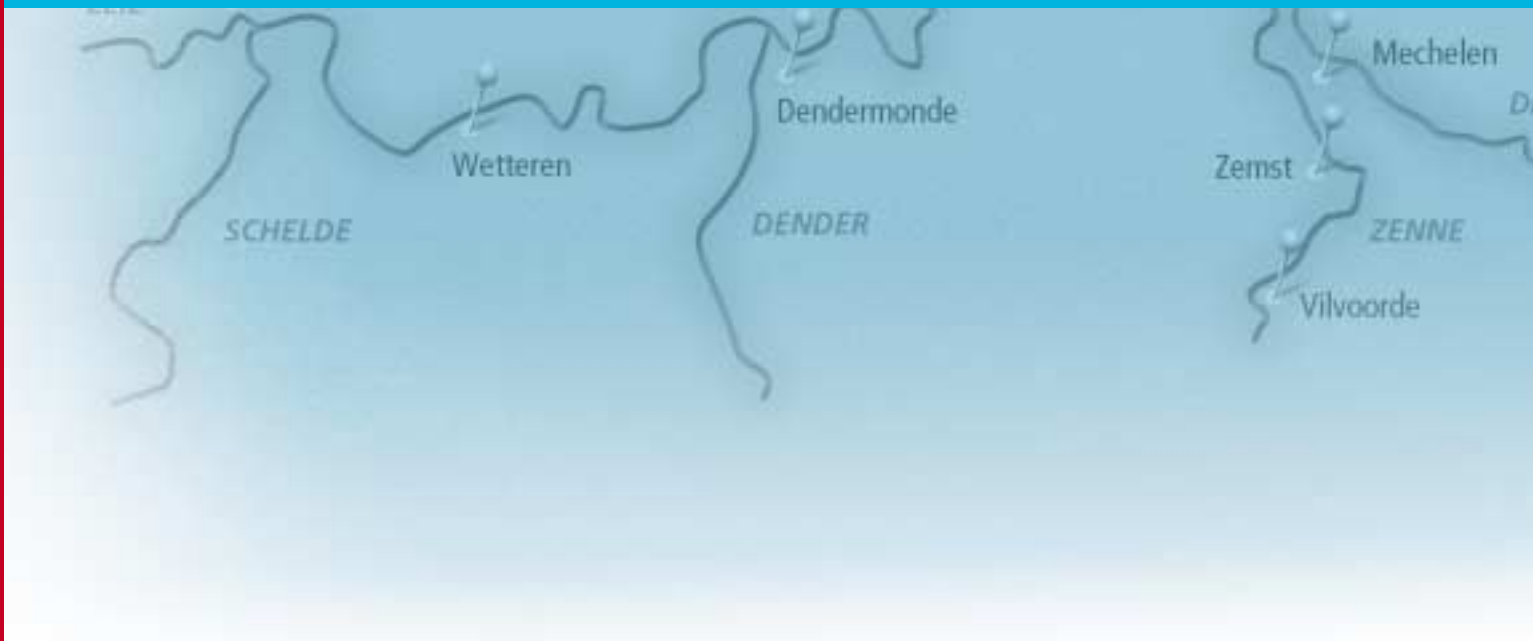 Mechelen
Dendermonde
Wetteren
Zemst
SCHELDE
DENDER
ZENNE
Vilvoorde